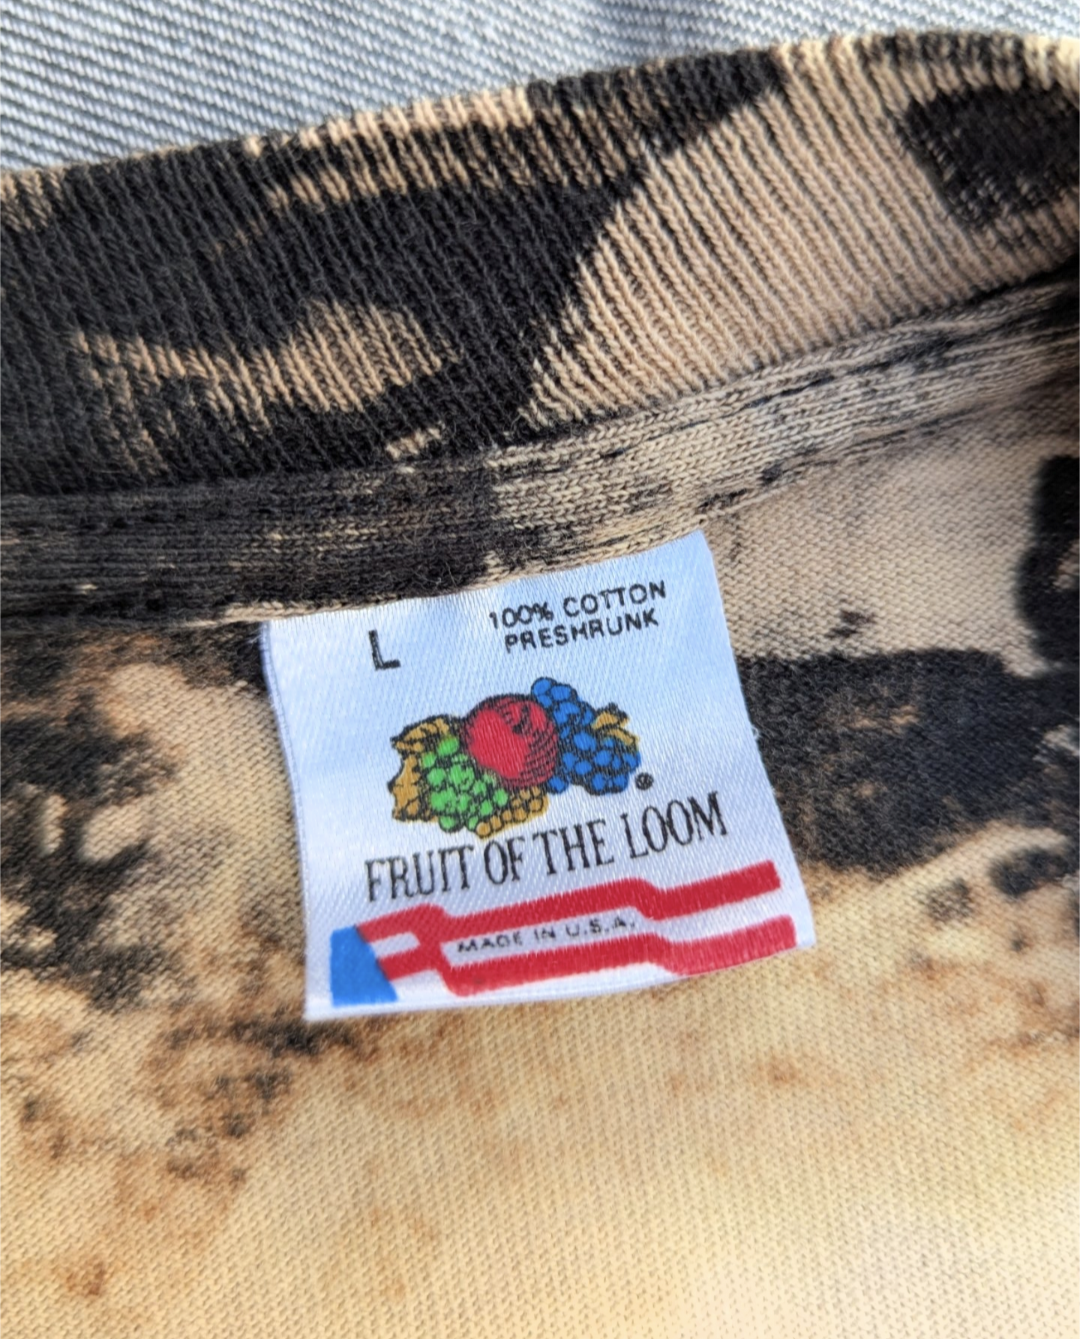 L
100% COTTON
PRESHRUNK
FRUIT OF THE LOOM
MADE IN U.S.A.